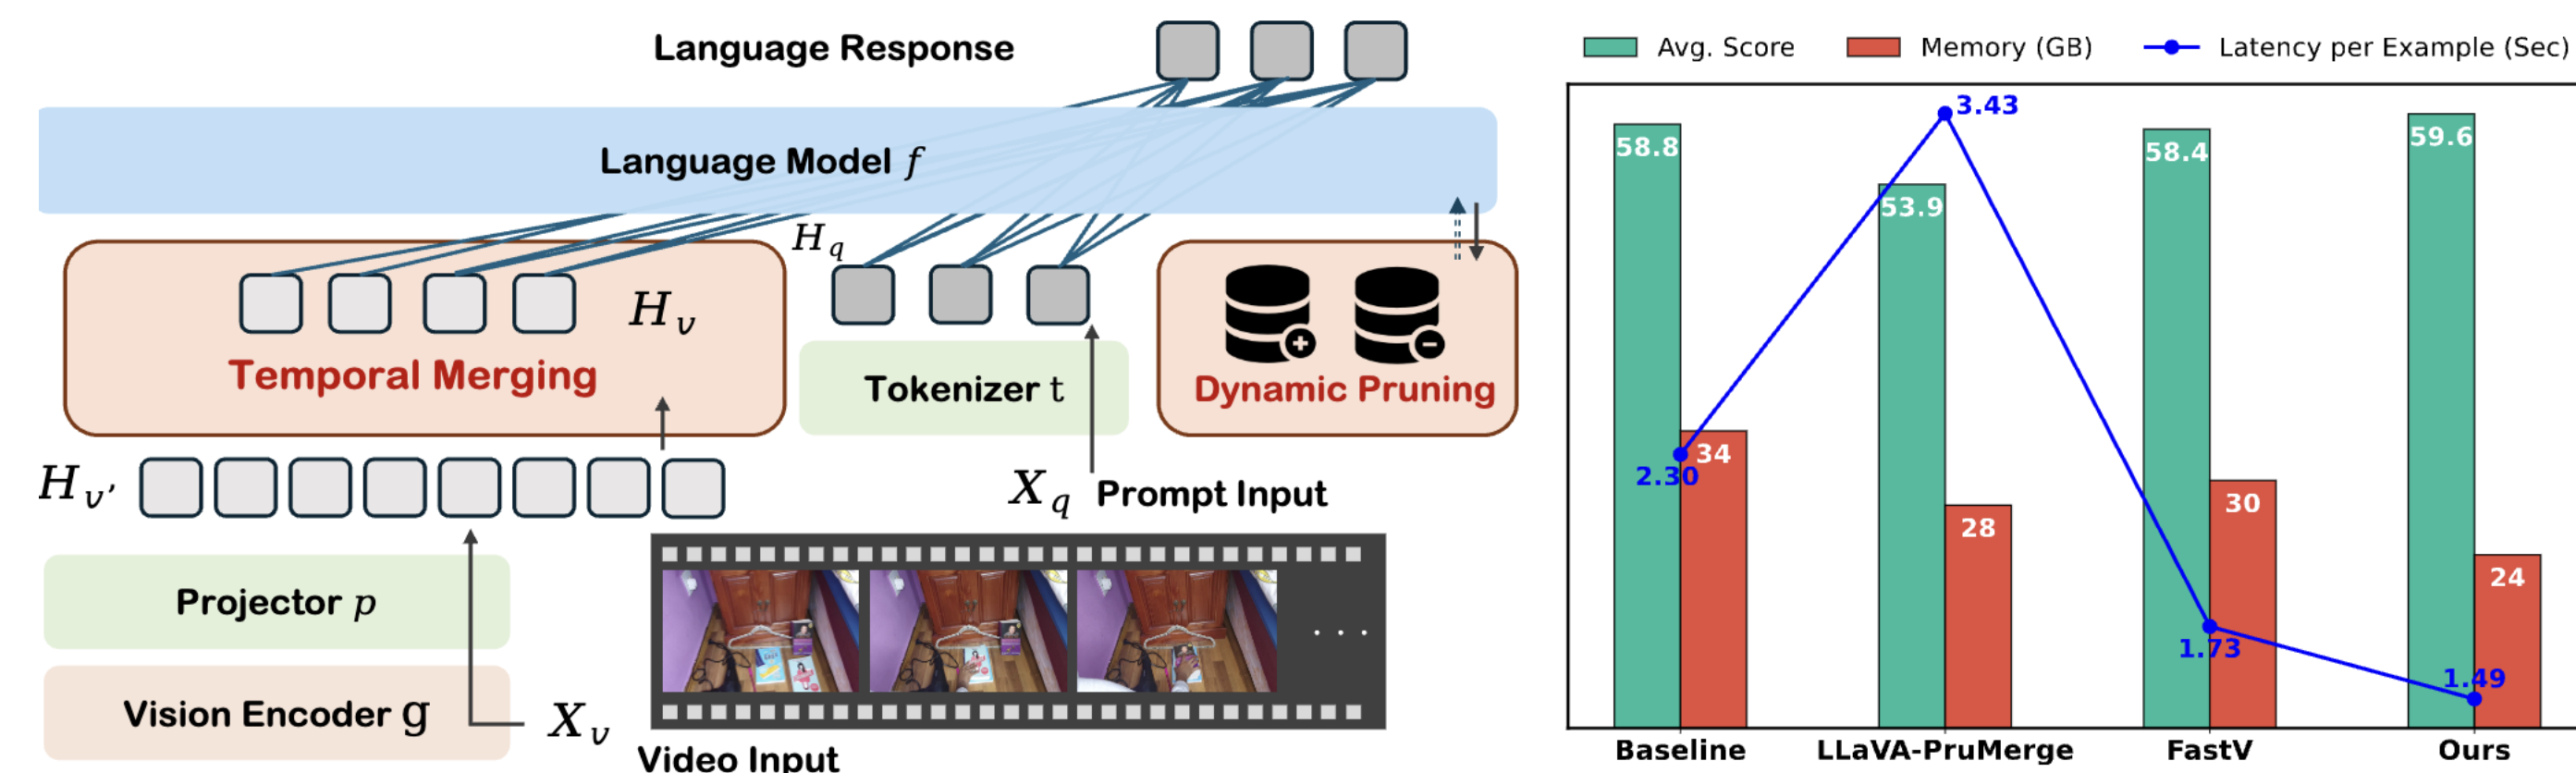 Language Response
Language Model f
H_q
H_v
Temporal Merging
Tokenizer t
Dynamic Pruning
H_v'
X_q Prompt Input
Projector p
Vision Encoder g
X_v
. . .
Video Input
Avg. Score Memory (GB) Latency per Example (Sec)
3.43
58.8
53.9
58.4
59.6
2.30
34
28
30
24
1.73
1.49
Baseline LLaVA-PruMerge FastV Ours